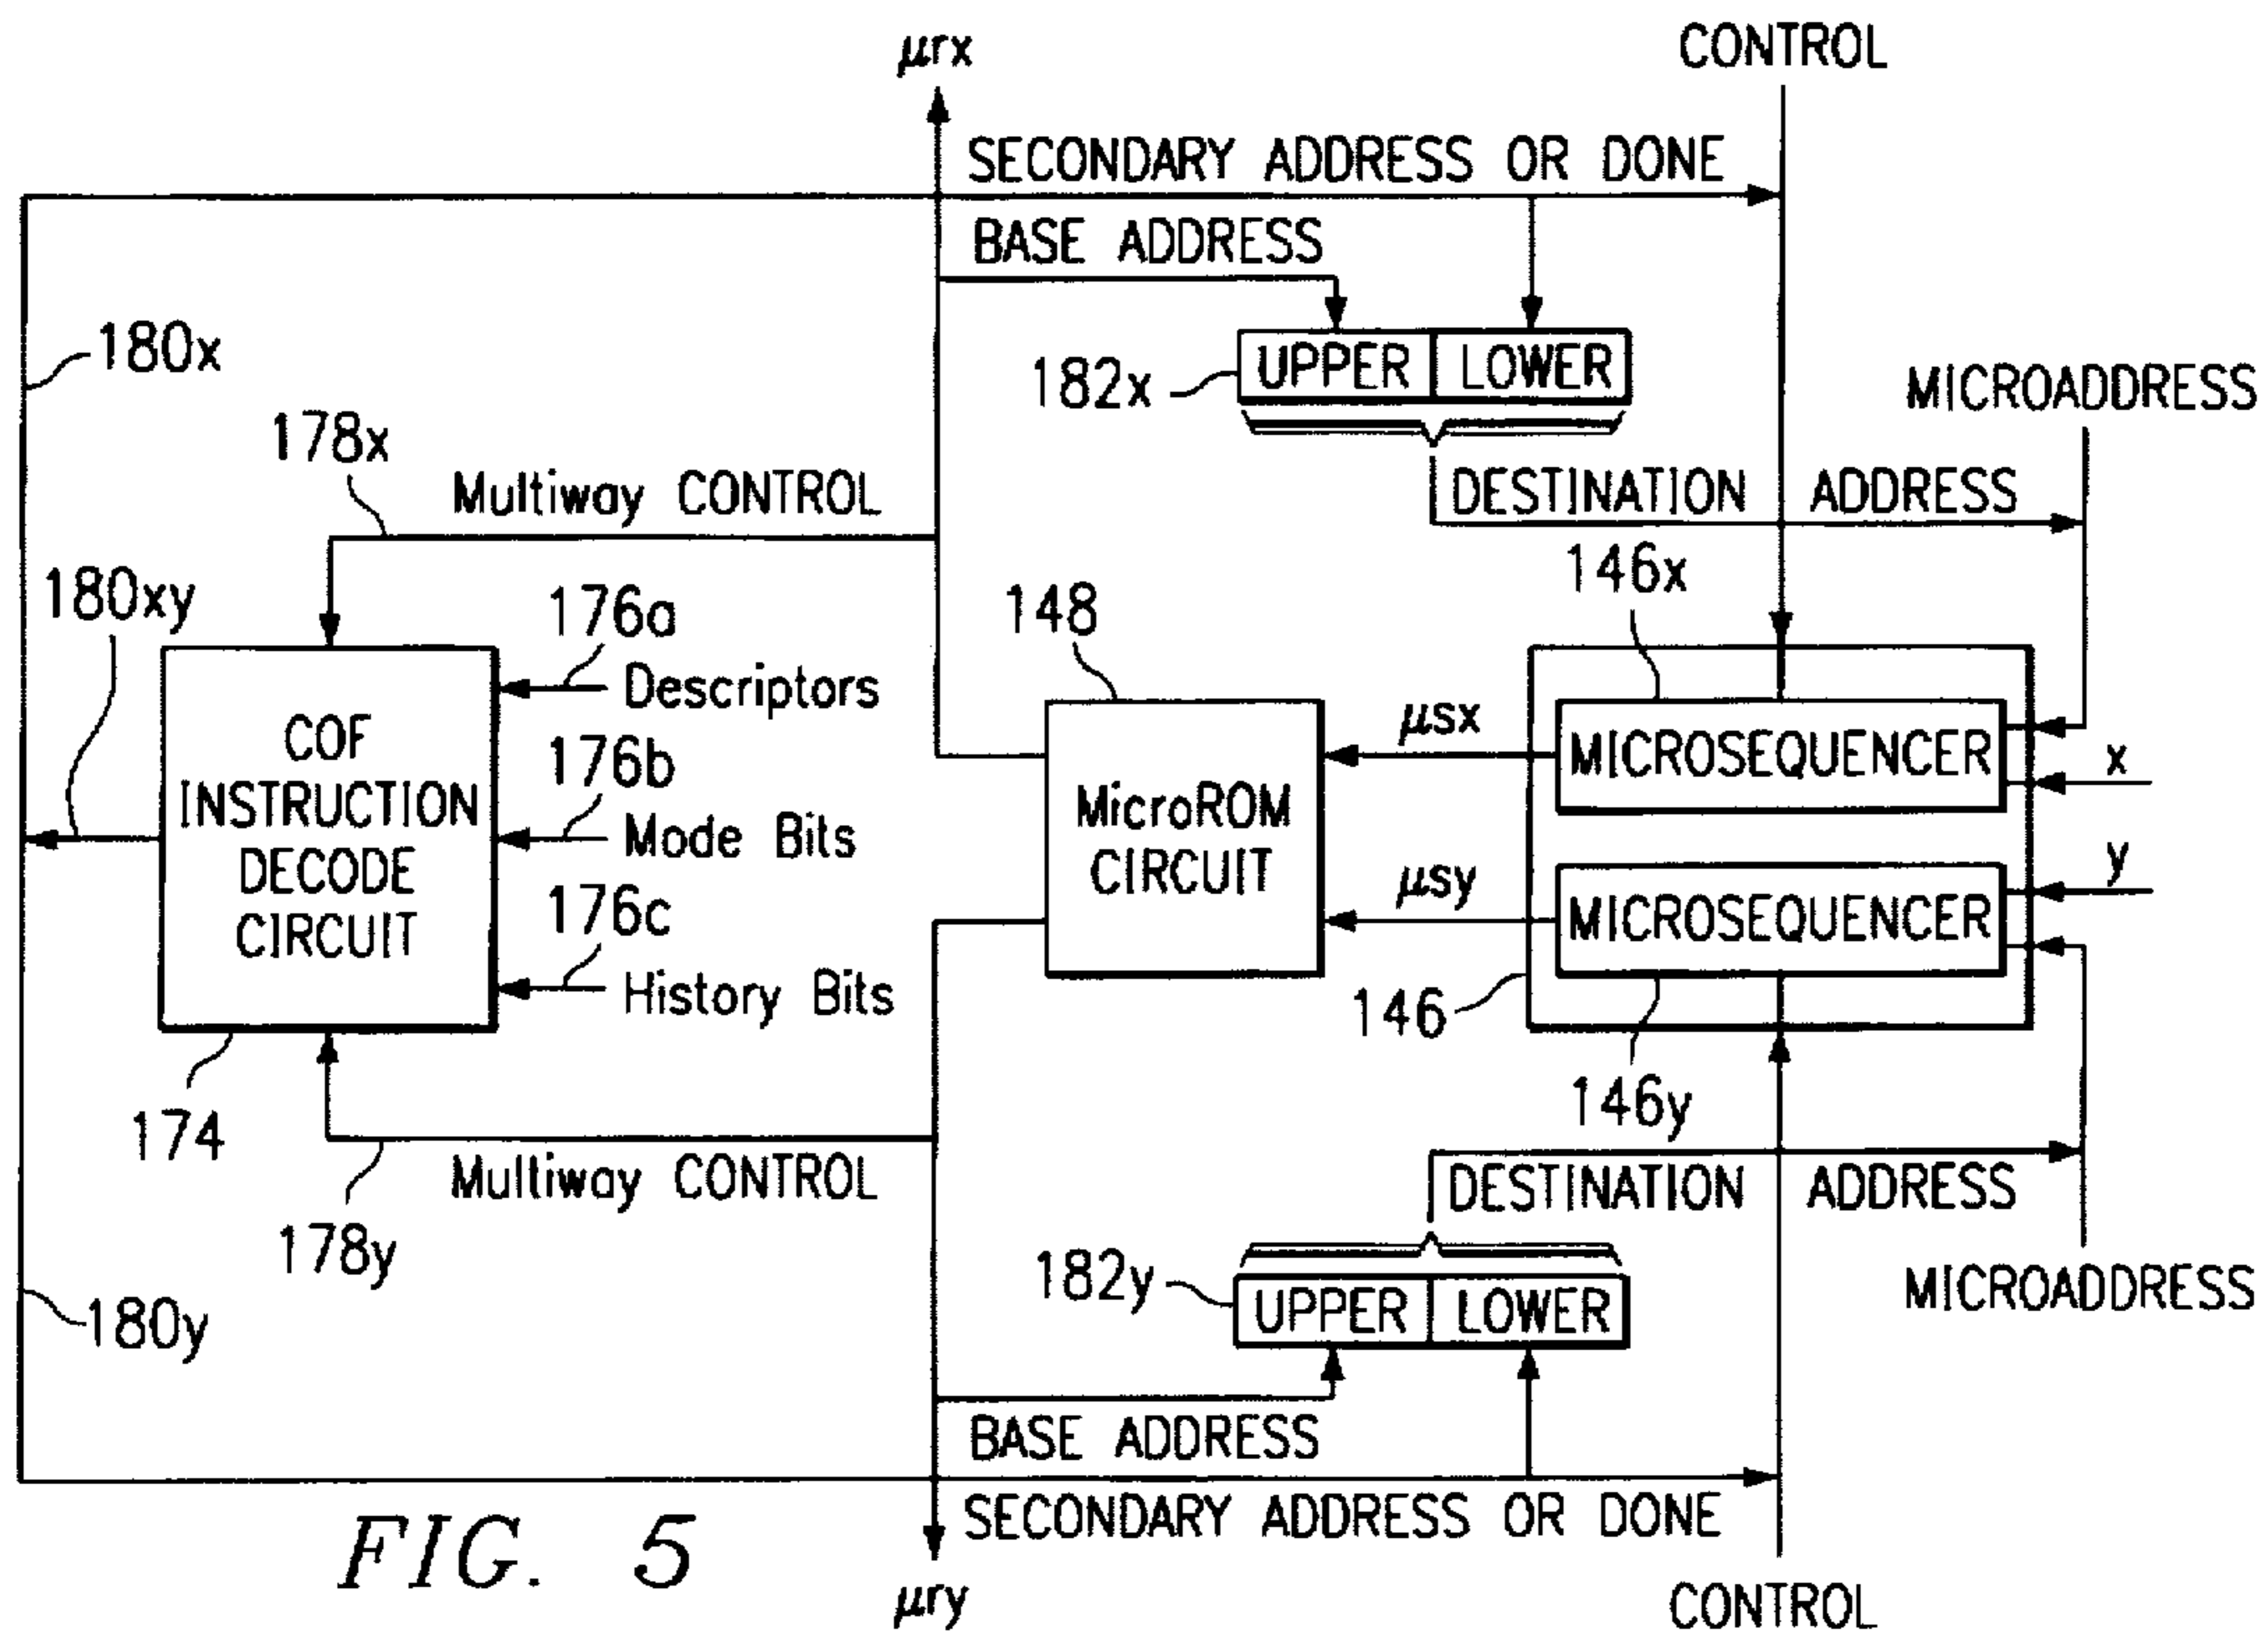 μrx
CONTROL
SECONDARY ADDRESS OR DONE
BASE ADDRESS
180x
182x
UPPER
LOWER
MICROADDRESS
178x
Multiway CONTROL
DESTINATION ADDRESS
180xy
176a
Descriptors
148
146x
COF
INSTRUCTION
DECODE
CIRCUIT
176b
Mode Bits
176c
History Bits
MicroROM
CIRCUIT
μsx
MICROSEQUENCER
x
μsy
MICROSEQUENCER
y
146
146y
174
Multiway CONTROL
178y
DESTINATION ADDRESS
180y
182y
UPPER
LOWER
MICROADDRESS
BASE ADDRESS
SECONDARY ADDRESS OR DONE
FIG. 5
μry
CONTROL